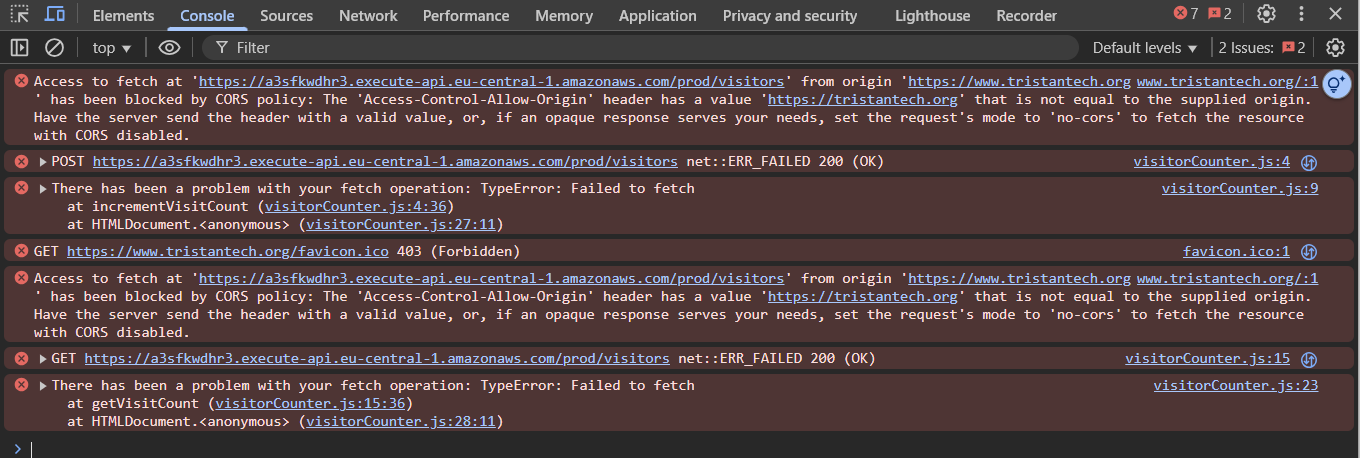 Elements Console Sources Network Performance Memory Application Privacy and security Lighthouse Recorder 7 2
top Filter Default levels 2 Issues: 2
Access to fetch at 'https://a3sfkwdhr3.execute-api.eu-central-1.amazonaws.com/prod/visitors' from origin 'https://www.tristantech.org www.tristantech.org/:1
' has been blocked by CORS policy: The 'Access-Control-Allow-Origin' header has a value 'https://tristantech.org' that is not equal to the supplied origin.
Have the server send the header with a valid value, or, if an opaque response serves your needs, set the request's mode to 'no-cors' to fetch the resource
with CORS disabled.
POST https://a3sfkwdhr3.execute-api.eu-central-1.amazonaws.com/prod/visitors net::ERR_FAILED 200 (OK) visitorCounter.js:4
There has been a problem with your fetch operation: TypeError: Failed to fetch visitorCounter.js:9
at incrementVisitCount (visitorCounter.js:4:36)
at HTMLDocument.<anonymous> (visitorCounter.js:27:11)
GET https://www.tristantech.org/favicon.ico 403 (Forbidden) favicon.ico:1
Access to fetch at 'https://a3sfkwdhr3.execute-api.eu-central-1.amazonaws.com/prod/visitors' from origin 'https://www.tristantech.org www.tristantech.org/:1
' has been blocked by CORS policy: The 'Access-Control-Allow-Origin' header has a value 'https://tristantech.org' that is not equal to the supplied origin.
Have the server send the header with a valid value, or, if an opaque response serves your needs, set the request's mode to 'no-cors' to fetch the resource
with CORS disabled.
GET https://a3sfkwdhr3.execute-api.eu-central-1.amazonaws.com/prod/visitors net::ERR_FAILED 200 (OK) visitorCounter.js:15
There has been a problem with your fetch operation: TypeError: Failed to fetch visitorCounter.js:23
at getVisitCount (visitorCounter.js:15:36)
at HTMLDocument.<anonymous> (visitorCounter.js:28:11)